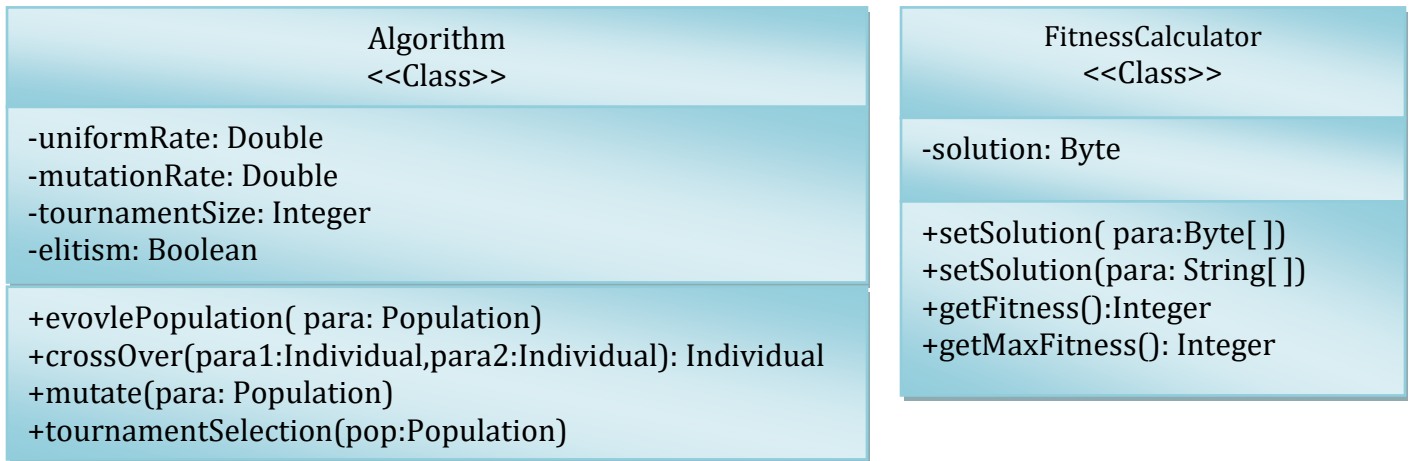 Algorithm
<<Class>>
-uniformRate: Double
-mutationRate: Double
-tournamentSize: Integer
-elitism: Boolean
+evovlePopulation( para: Population)
+crossOver(para1:Individual,para2:Individual): Individual
+mutate(para: Population)
+tournamentSelection(pop:Population)
FitnessCalculator
<<Class>>
-solution: Byte
+setSolution( para:Byte[ ])
+setSolution(para: String[ ])
+getFitness():Integer
+getMaxFitness(): Integer